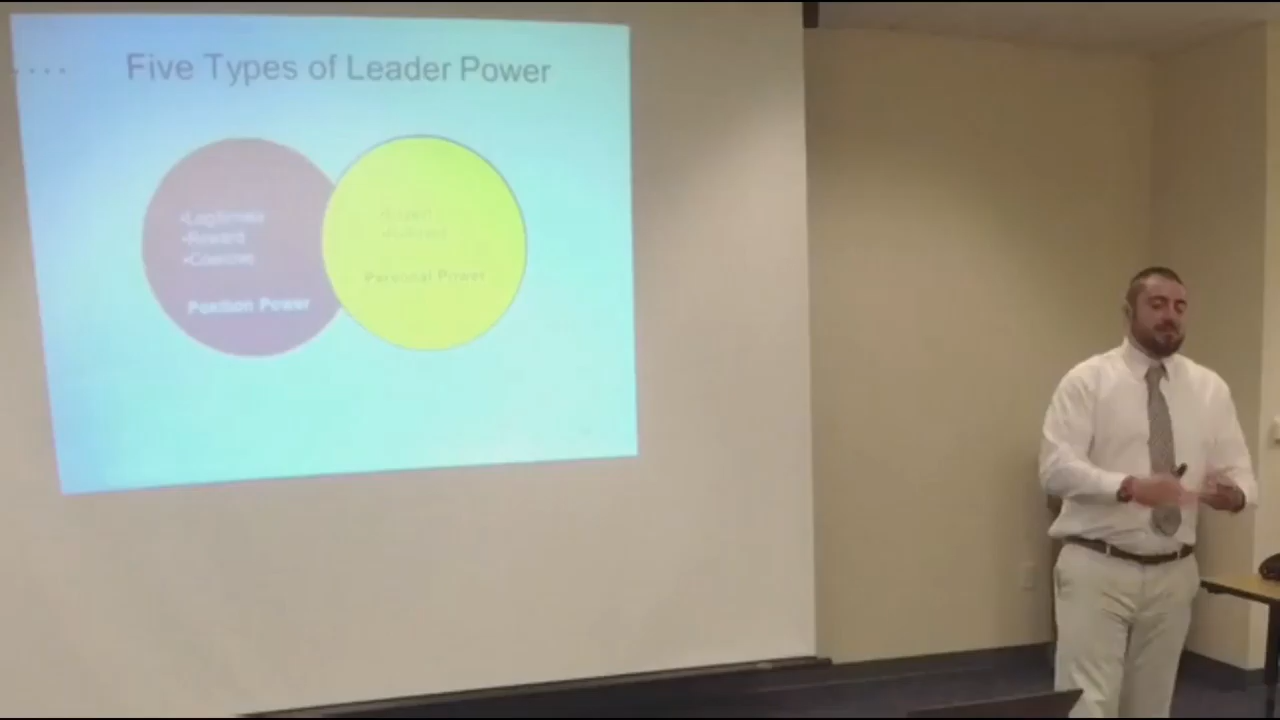 Five Types of Leader Power
•Legitimate
•Reward
•Coercive
Position Power
Personal Power